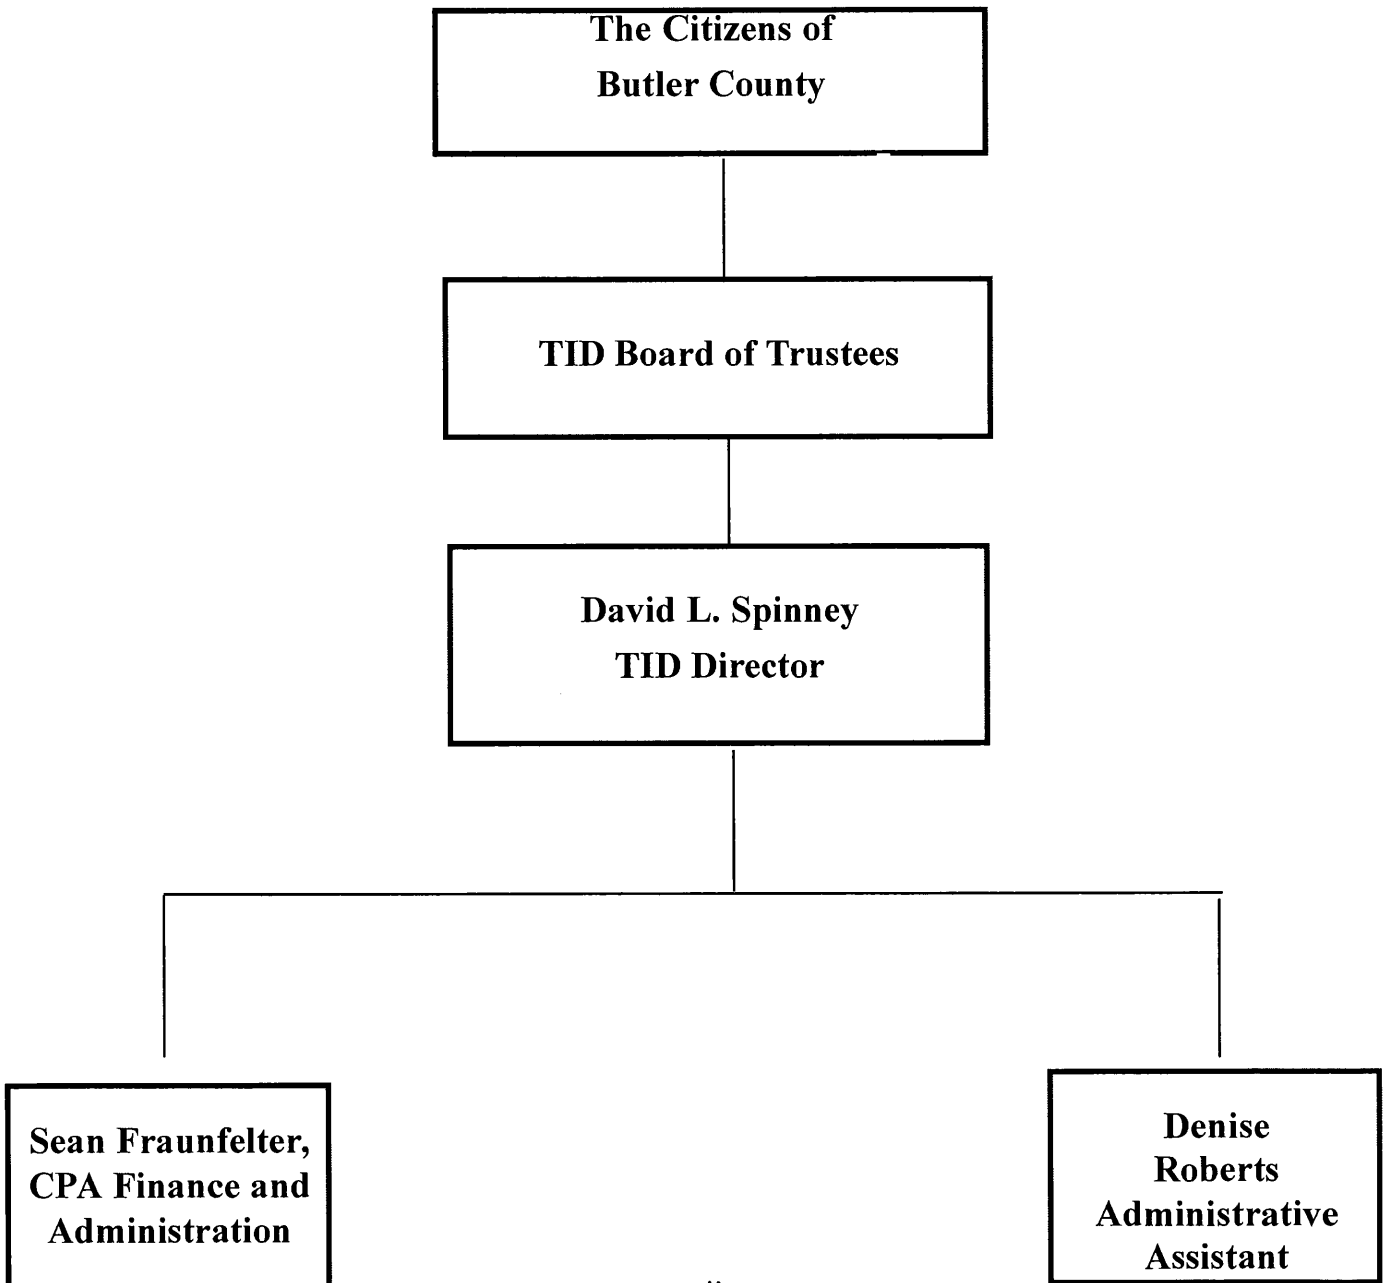 The Citizens of
Butler County
TID Board of Trustees
David L. Spinney
TID Director
Sean Fraunfelter,
CPA Finance and
Administration
Denise
Roberts
Administrative
Assistant